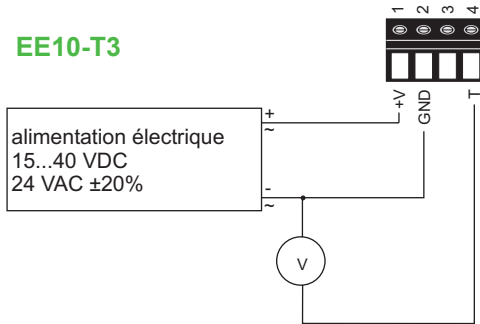 EE10-T3
1 2 3 4
+V GND T
alimentation électrique
15...40 VDC
24 VAC ±20%
+
~
-
~
V